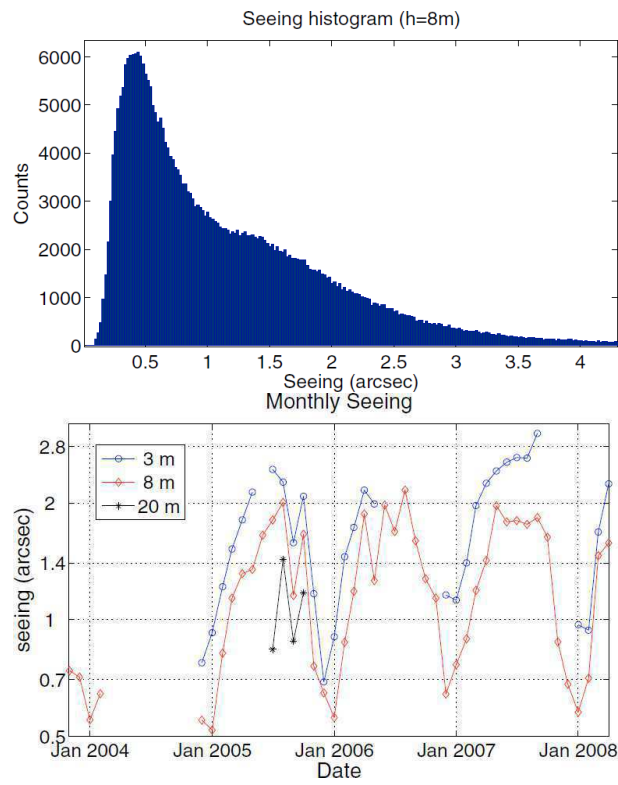 Seeing histogram (h=8m)
6000
5000
4000
3000
2000
1000
0
Counts
0.5 1 1.5 2 2.5 3 3.5 4
Seeing (arcsec)
Monthly Seeing
2.8
2
1.4
1
0.7
0.5
seeing (arcsec)
3 m
8 m
20 m
Jan 2004 Jan 2005 Jan 2006 Jan 2007 Jan 2008
Date